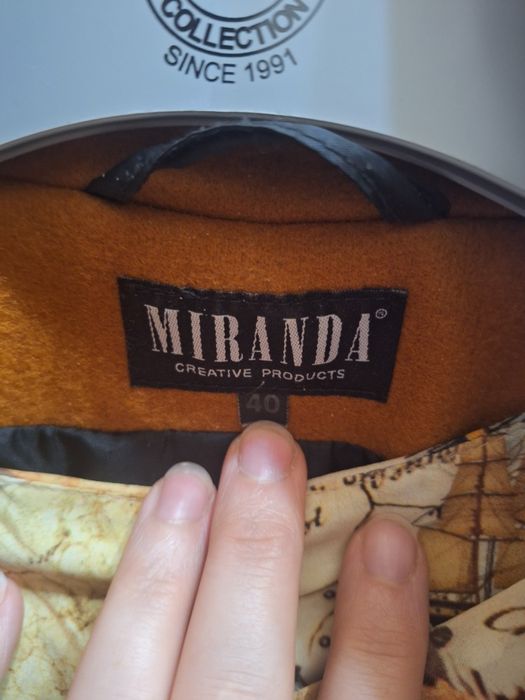 COLLECTION
SINCE 1991
MIRANDA®
CREATIVE PRODUCTS
40